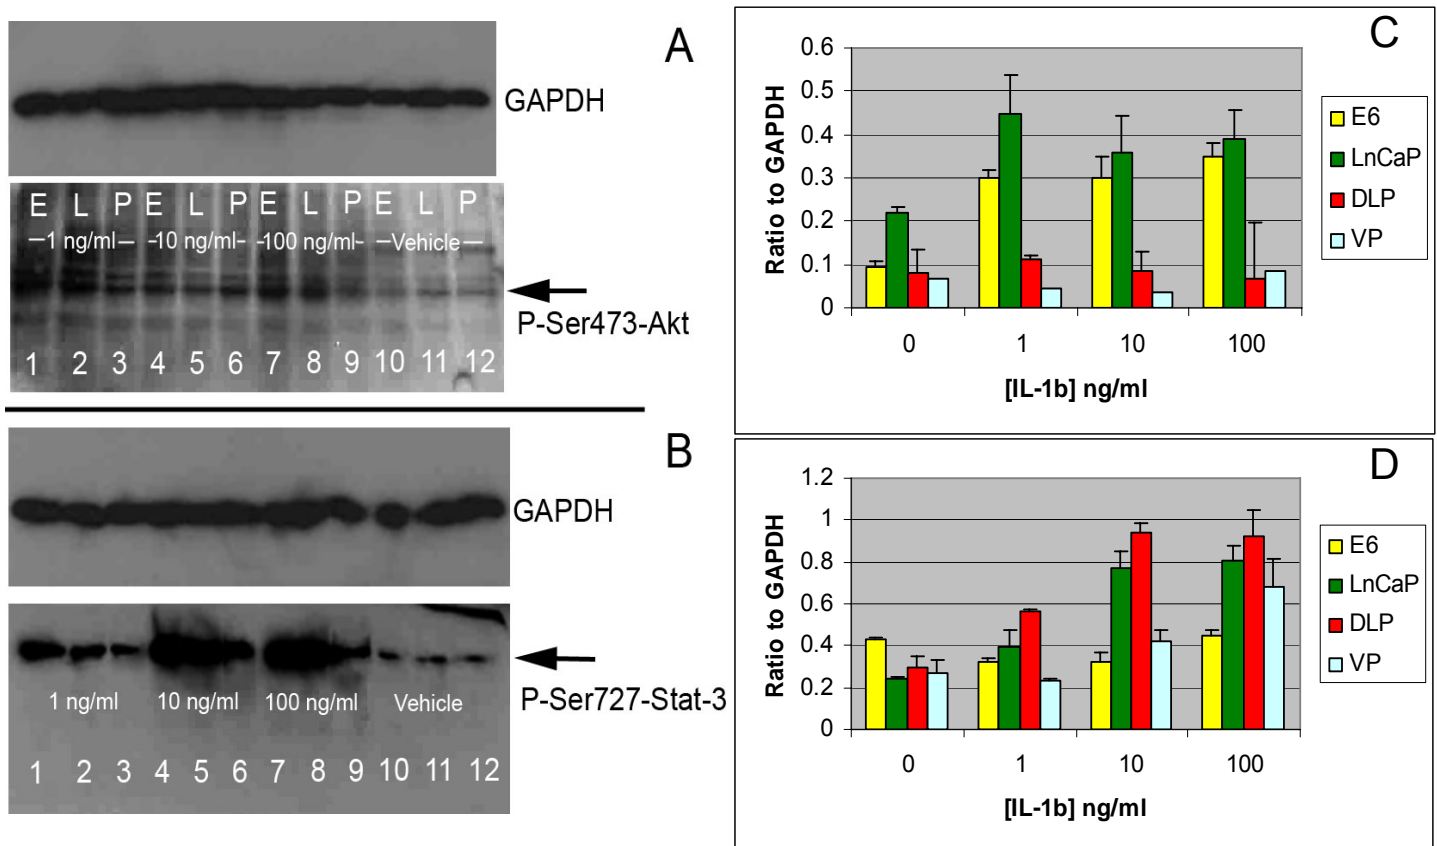 A
GAPDH
E L P E L P E L P E L P
1 ng/ml 10 ng/ml 100 ng/ml Vehicle
P-Ser473-Akt
1 2 3 4 5 6 7 8 9 10 11 12
B
GAPDH
P-Ser727-Stat-3
1 ng/ml 10 ng/ml 100 ng/ml Vehicle
1 2 3 4 5 6 7 8 9 10 11 12
C
Ratio to GAPDH
0.6
0.5
0.4
0.3
0.2
0.1
0
0 1 10 100
[IL-1b] ng/ml
E6
LnCaP
DLP
VP
D
Ratio to GAPDH
1.2
1
0.8
0.6
0.4
0.2
0
0 1 10 100
[IL-1b] ng/ml
E6
LnCaP
DLP
VP